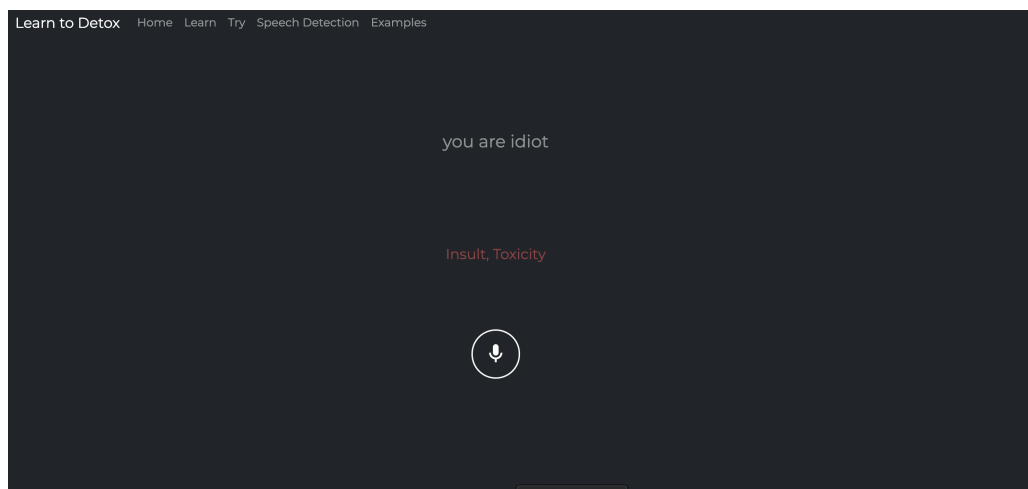 Learn to Detox Home Learn Try Speech Detection Examples
you are idiot
Insult, Toxicity